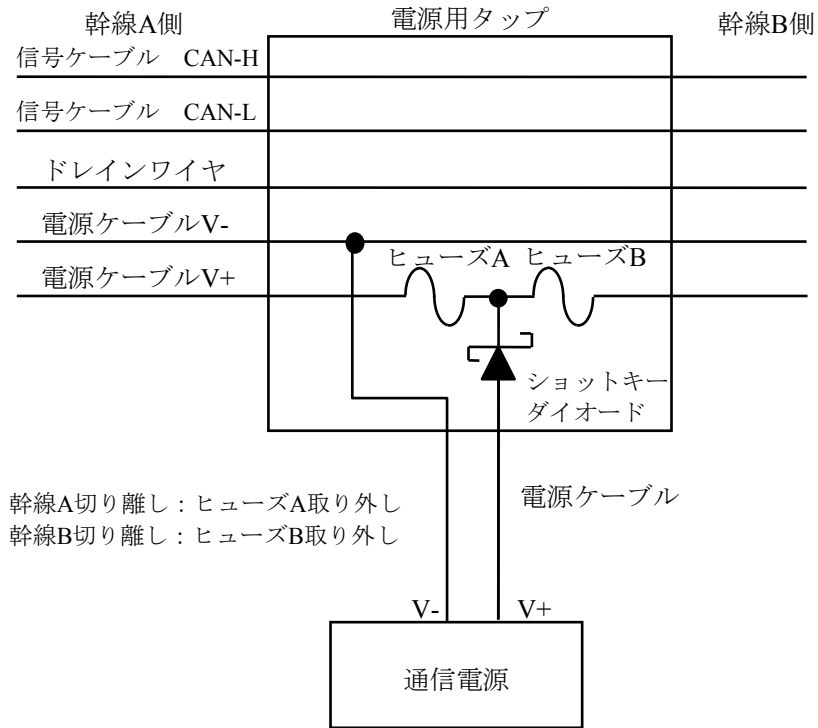 幹線A側
電源用タップ
幹線B側
信号ケーブル CAN-H
信号ケーブル CAN-L
ドレインワイヤ
電源ケーブルV-
ヒューズA ヒューズB
電源ケーブルV+
ショットキー
ダイオード
幹線A切り離し：ヒューズA取り外し
幹線B切り離し：ヒューズB取り外し
電源ケーブル
V- V+
通信電源